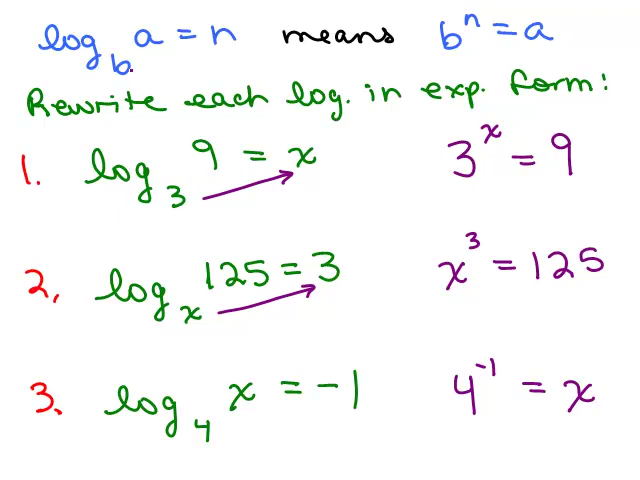 log_b a = n means b^n = a
Rewrite each log. in exp. form:
1. log_3 9 = x 3^x = 9
2. log_x 125 = 3 x^3 = 125
3. log_4 x = -1 4^-1 = x